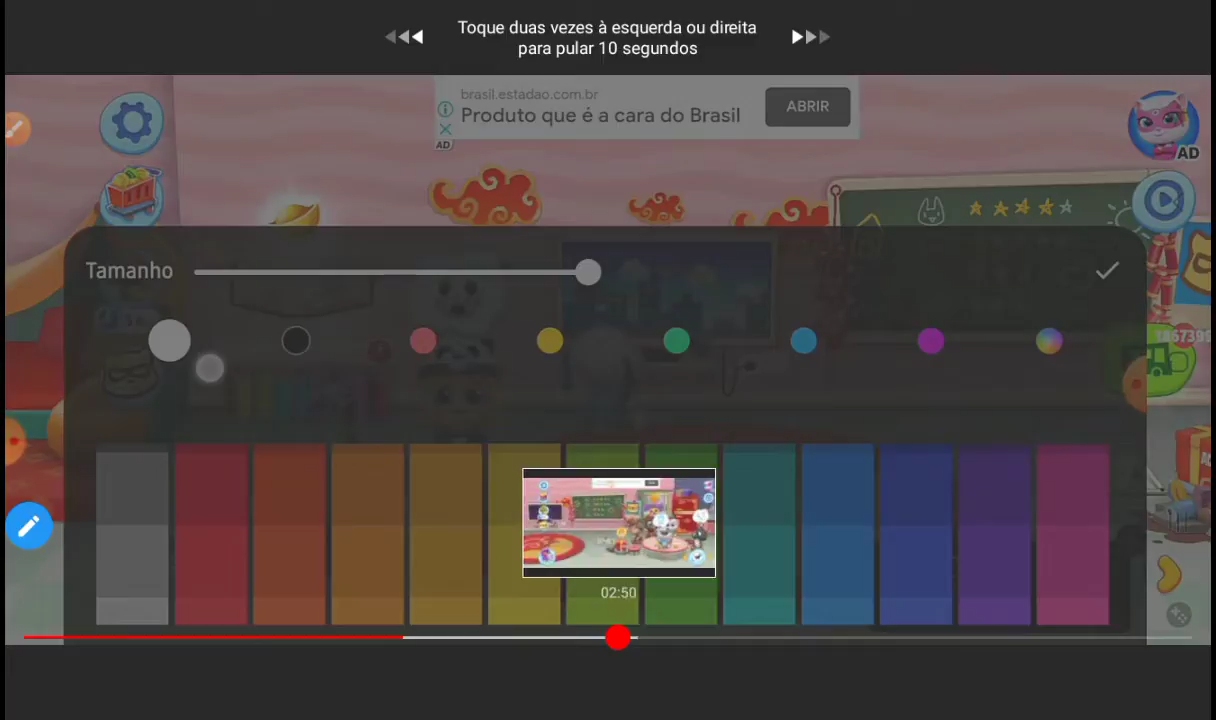 Toque duas vezes à esquerda ou direita
para pular 10 segundos
brasil.estadao.com.br
Produto que é a cara do Brasil
ABRIR
AD
AD
Tamanho
1867399
02:50